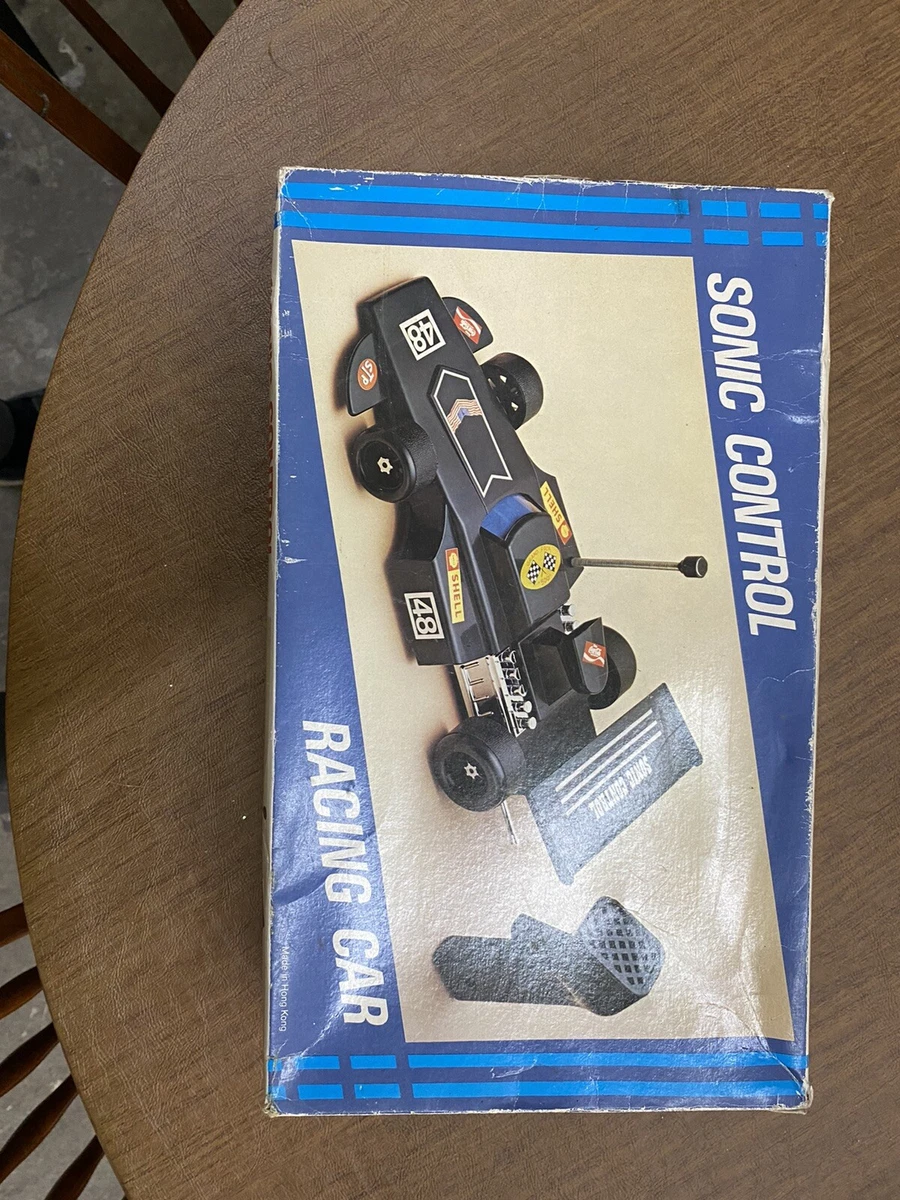 SONIC CONTROL
48
STP
SHELL
SHELL
48
SONIC CONTROL
RACING CAR
Made in Hong Kong